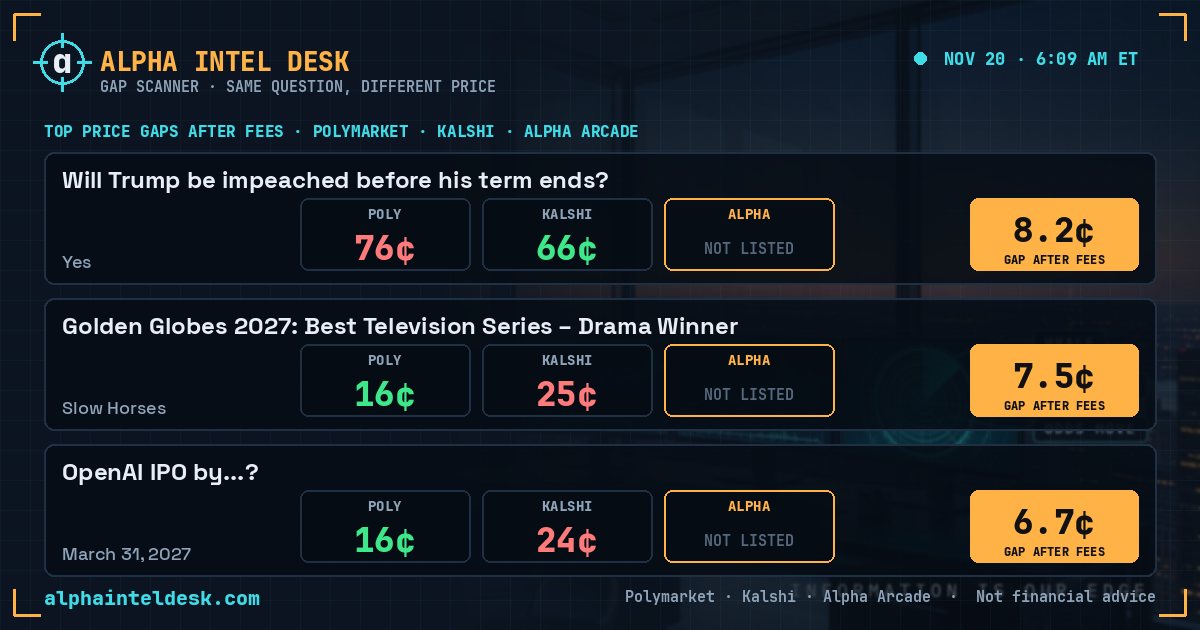 α
ALPHA INTEL DESK
GAP SCANNER · SAME QUESTION, DIFFERENT PRICE
NOV 20 · 6:09 AM ET
TOP PRICE GAPS AFTER FEES · POLYMARKET · KALSHI · ALPHA ARCADE
Will Trump be impeached before his term ends?
Yes
POLY
76¢
KALSHI
66¢
ALPHA
NOT LISTED
8.2¢
GAP AFTER FEES
Golden Globes 2027: Best Television Series – Drama Winner
Slow Horses
POLY
16¢
KALSHI
25¢
ALPHA
NOT LISTED
7.5¢
GAP AFTER FEES
OpenAI IPO by...?
March 31, 2027
POLY
16¢
KALSHI
24¢
ALPHA
NOT LISTED
6.7¢
GAP AFTER FEES
INFORMATION IS OUR EDGE
alphainteldesk.com
Polymarket · Kalshi · Alpha Arcade · Not financial advice